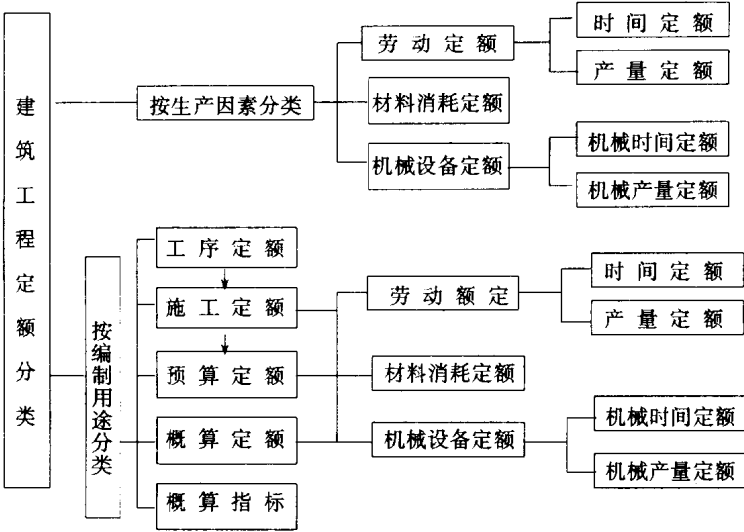 建筑工程定额分类
按生产因素分类
劳动定额
时间定额
产量定额
材料消耗定额
机械设备定额
机械时间定额
机械产量定额
按编制用途分类
工序定额
施工定额
预算定额
概算定额
概算指标
劳动额定
时间定额
产量定额
材料消耗定额
机械设备定额
机械时间定额
机械产量定额